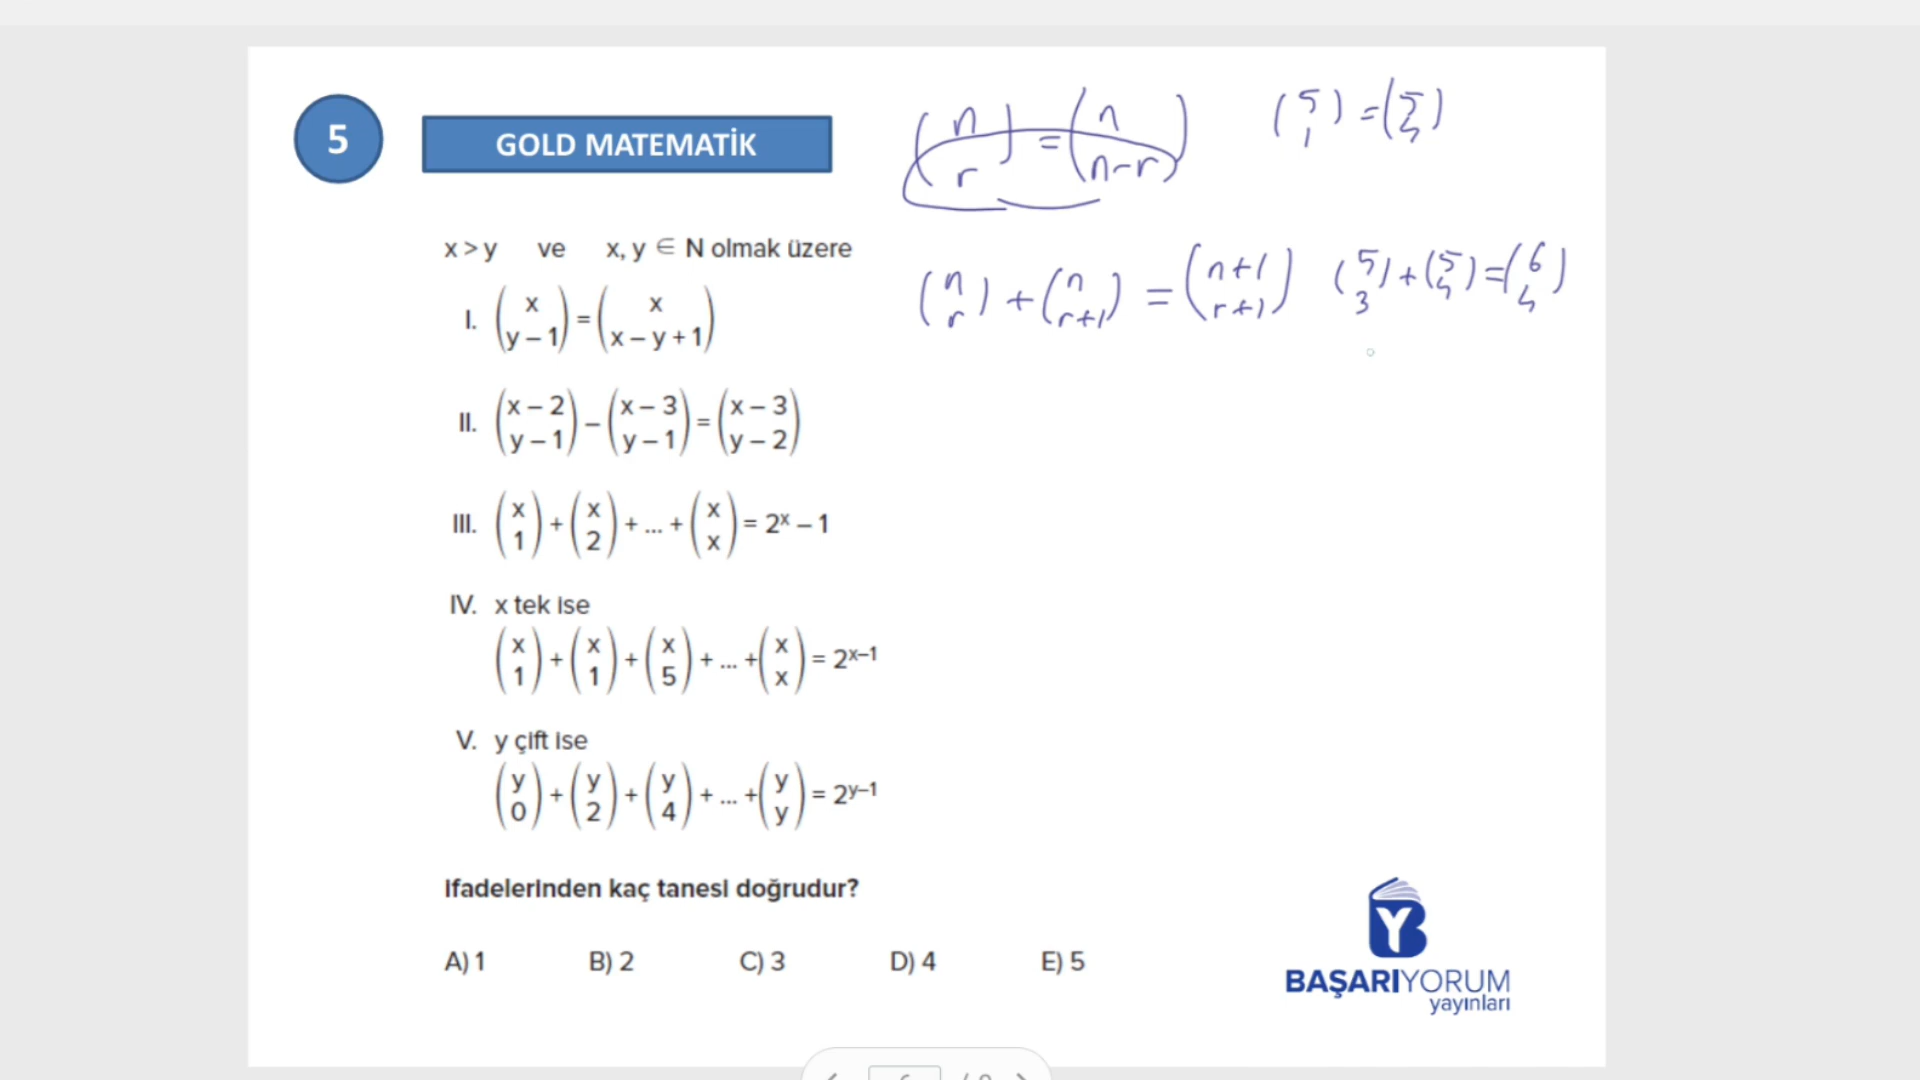 5
GOLD MATEMATİK
(n r) = (n n-r)
(5 1) = (5 4)
x > y ve x, y ∈ N olmak üzere
(n r) + (n r+1) = (n+1 r+1)
(5 3) + (5 4) = (6 4)
I. (x y – 1) = (x x – y + 1)
II. (x – 2 y – 1) – (x – 3 y – 1) = (x – 3 y – 2)
III. (x 1) + (x 2) + ... + (x x) = 2ˣ – 1
IV. x tek ise
(x 1) + (x 1) + (x 5) + ... + (x x) = 2ˣ⁻¹
V. y çift ise
(y 0) + (y 2) + (y 4) + ... + (y y) = 2ʸ⁻¹
ifadelerinden kaç tanesi doğrudur?
A) 1 B) 2 C) 3 D) 4 E) 5
BAŞARIYORUM
yayınları